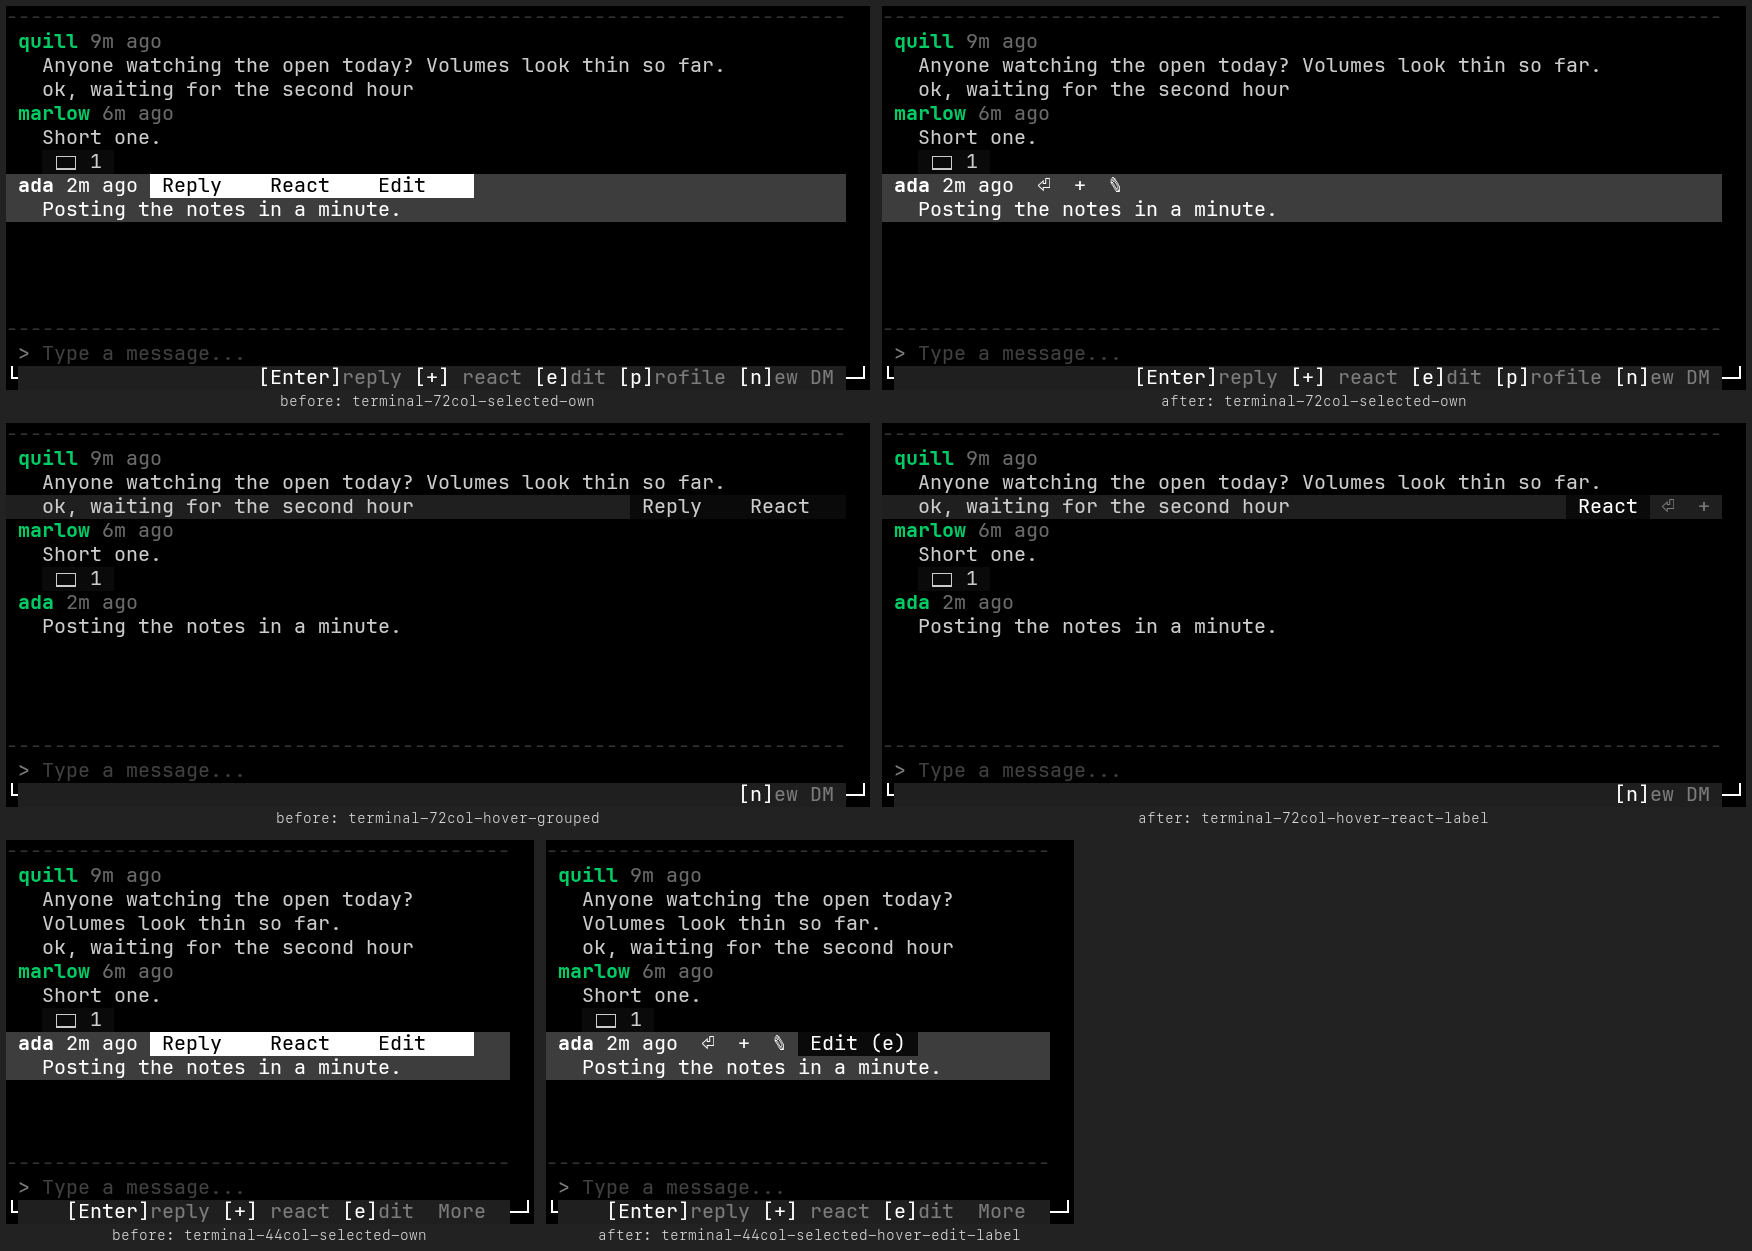 quill 9m ago
Anyone watching the open today? Volumes look thin so far.
ok, waiting for the second hour
marlow 6m ago
Short one.
1
ada 2m ago Reply React Edit
Posting the notes in a minute.
> Type a message...
[Enter]reply [+] react [e]dit [p]rofile [n]ew DM
before: terminal-72col-selected-own
quill 9m ago
Anyone watching the open today? Volumes look thin so far.
ok, waiting for the second hour
marlow 6m ago
Short one.
1
ada 2m ago ⏎ + ✎
Posting the notes in a minute.
> Type a message...
[Enter]reply [+] react [e]dit [p]rofile [n]ew DM
after: terminal-72col-selected-own
quill 9m ago
Anyone watching the open today? Volumes look thin so far.
ok, waiting for the second hour Reply React
marlow 6m ago
Short one.
1
ada 2m ago
Posting the notes in a minute.
> Type a message...
[n]ew DM
before: terminal-72col-hover-grouped
quill 9m ago
Anyone watching the open today? Volumes look thin so far.
ok, waiting for the second hour React ⏎ +
marlow 6m ago
Short one.
1
ada 2m ago
Posting the notes in a minute.
> Type a message...
[n]ew DM
after: terminal-72col-hover-react-label
quill 9m ago
Anyone watching the open today?
Volumes look thin so far.
ok, waiting for the second hour
marlow 6m ago
Short one.
1
ada 2m ago Reply React Edit
Posting the notes in a minute.
> Type a message...
[Enter]reply [+] react [e]dit More
before: terminal-44col-selected-own
quill 9m ago
Anyone watching the open today?
Volumes look thin so far.
ok, waiting for the second hour
marlow 6m ago
Short one.
1
ada 2m ago ⏎ + ✎ Edit (e)
Posting the notes in a minute.
> Type a message...
[Enter]reply [+] react [e]dit More
after: terminal-44col-selected-hover-edit-label